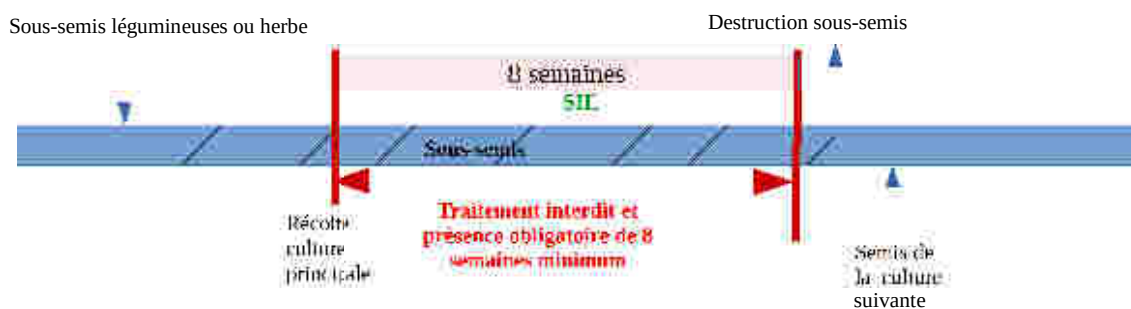 Sous-semis légumineuses ou herbe
Destruction sous-semis
8 semaines
SIE
Sous-semis
Récolte
culture
principale
Traitement interdit et
présence obligatoire de 8
semaines minimum
Semis de
la culture
suivante